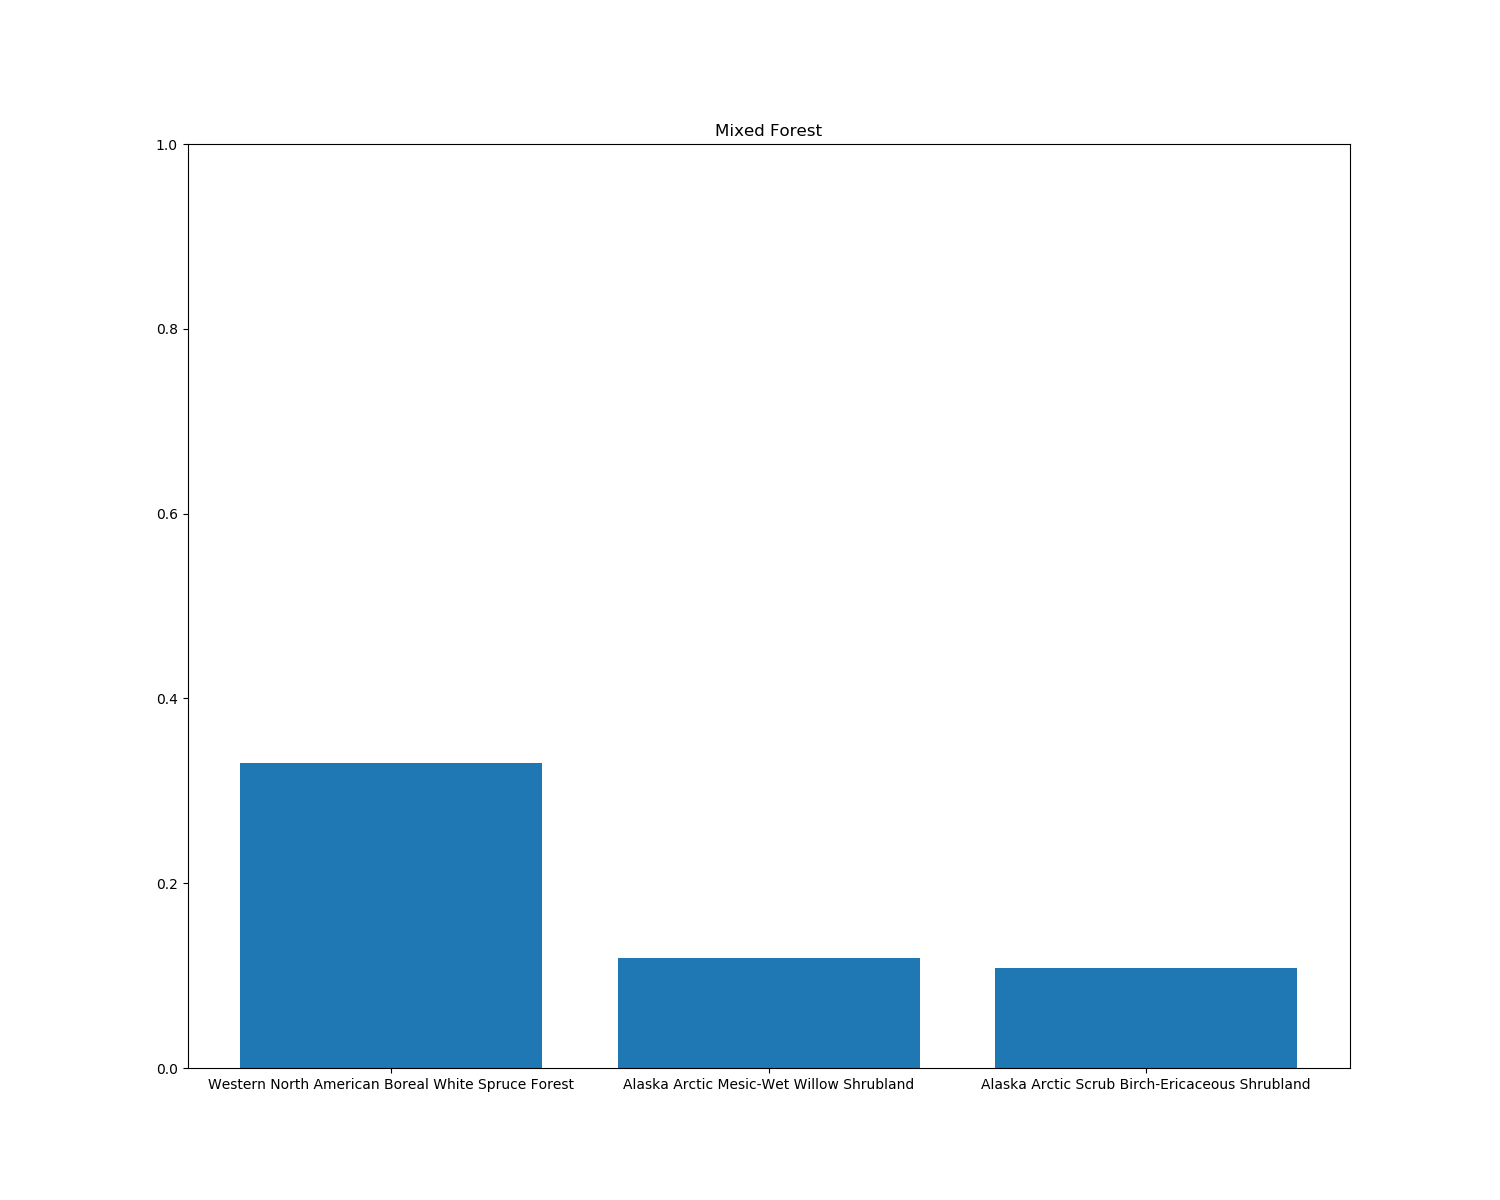 Mixed Forest
1.0
0.8
0.6
0.4
0.2
0.0
Western North American Boreal White Spruce Forest
Alaska Arctic Mesic-Wet Willow Shrubland
Alaska Arctic Scrub Birch-Ericaceous Shrubland